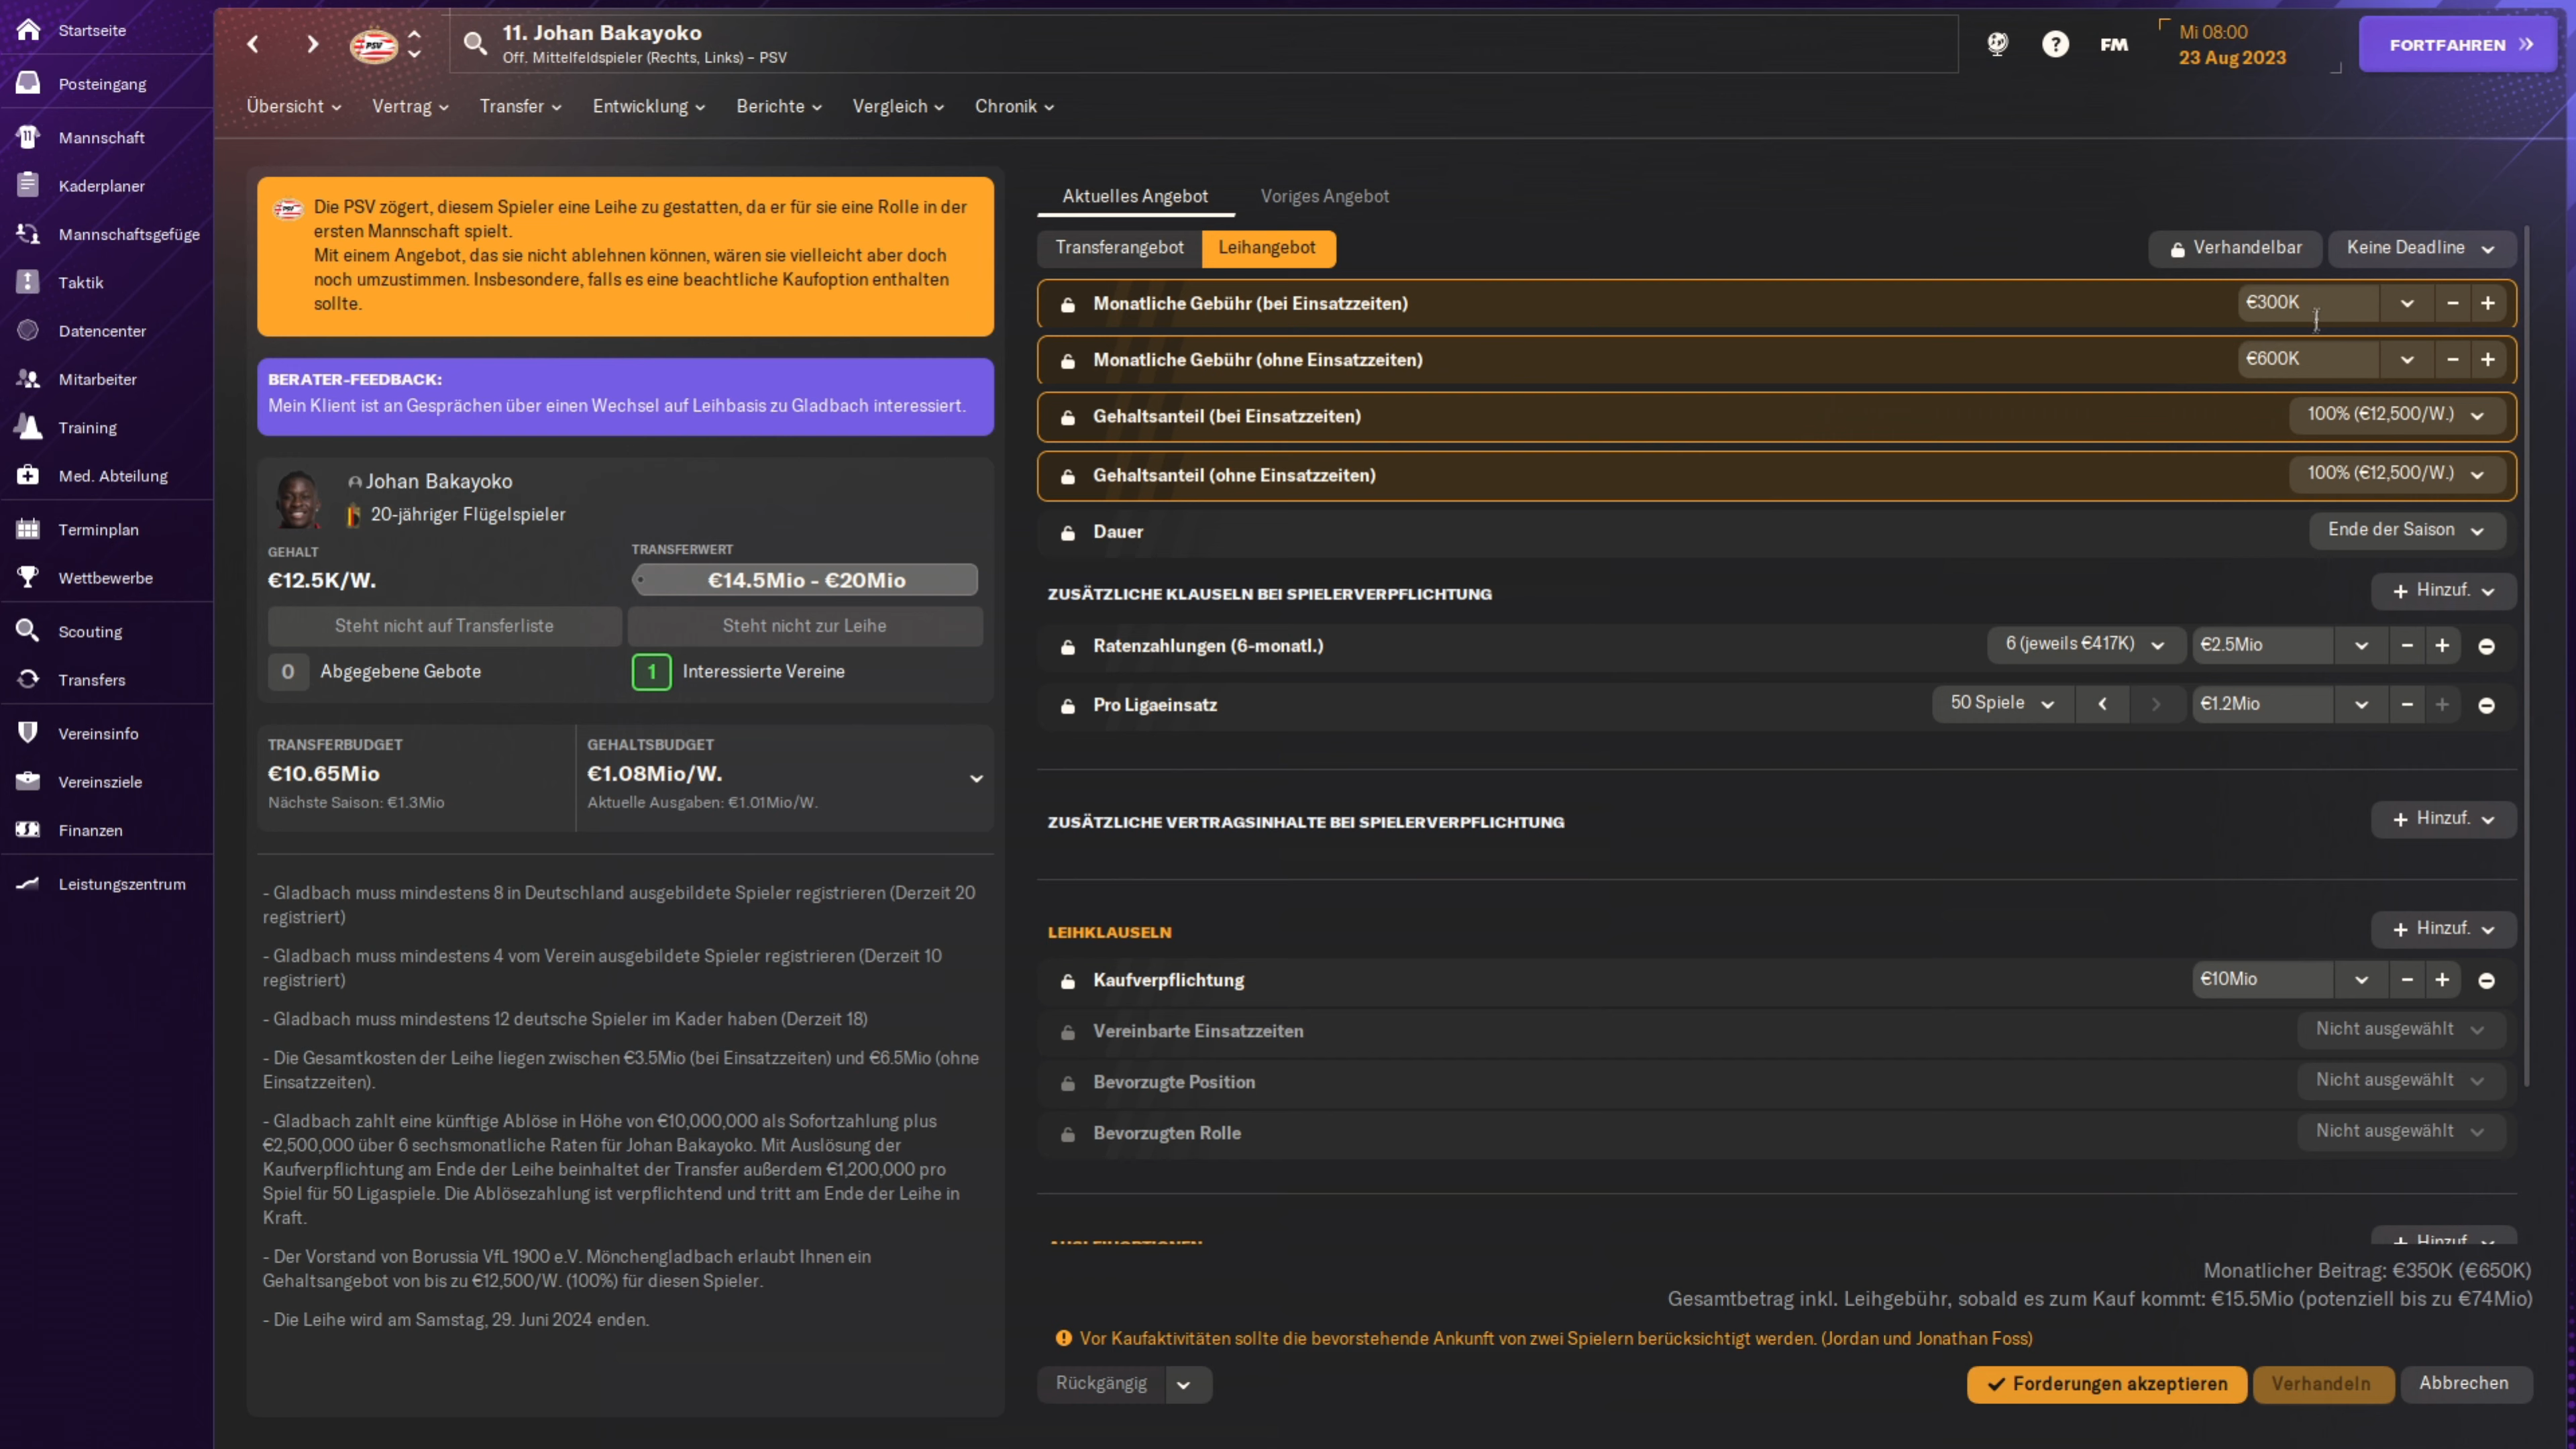 Startseite
Posteingang
Mannschaft
Kaderplaner
Mannschaftsgefüge
Taktik
Datencenter
Mitarbeiter
Training
Med. Abteilung
Terminplan
Wettbewerbe
Scouting
Transfers
Vereinsinfo
Vereinsziele
Finanzen
Leistungszentrum
PSV
11. Johan Bakayoko
Off. Mittelfeldspieler (Rechts, Links) – PSV
?
FM
Mi 08:00
23 Aug 2023
FORTFAHREN
Übersicht
Vertrag
Transfer
Entwicklung
Berichte
Vergleich
Chronik
Die PSV zögert, diesem Spieler eine Leihe zu gestatten, da er für sie eine Rolle in der
ersten Mannschaft spielt.
Mit einem Angebot, das sie nicht ablehnen können, wären sie vielleicht aber doch
noch umzustimmen. Insbesondere, falls es eine beachtliche Kaufoption enthalten
sollte.
BERATER-FEEDBACK:
Mein Klient ist an Gesprächen über einen Wechsel auf Leihbasis zu Gladbach interessiert.
Johan Bakayoko
20-jähriger Flügelspieler
GEHALT
€12.5K/W.
TRANSFERWERT
€14.5Mio - €20Mio
Steht nicht auf Transferliste
Steht nicht zur Leihe
0 Abgegebene Gebote
1 Interessierte Vereine
TRANSFERBUDGET
€10.65Mio
Nächste Saison: €1.3Mio
GEHALTSBUDGET
€1.08Mio/W.
Aktuelle Ausgaben: €1.01Mio/W.
- Gladbach muss mindestens 8 in Deutschland ausgebildete Spieler registrieren (Derzeit 20
registriert)
- Gladbach muss mindestens 4 vom Verein ausgebildete Spieler registrieren (Derzeit 10
registriert)
- Gladbach muss mindestens 12 deutsche Spieler im Kader haben (Derzeit 18)
- Die Gesamtkosten der Leihe liegen zwischen €3.5Mio (bei Einsatzzeiten) und €6.5Mio (ohne
Einsatzzeiten).
- Gladbach zahlt eine künftige Ablöse in Höhe von €10,000,000 als Sofortzahlung plus
€2,500,000 über 6 sechsmonatliche Raten für Johan Bakayoko. Mit Auslösung der
Kaufverpflichtung am Ende der Leihe beinhaltet der Transfer außerdem €1,200,000 pro
Spiel für 50 Ligaspiele. Die Ablösezahlung ist verpflichtend und tritt am Ende der Leihe in
Kraft.
- Der Vorstand von Borussia VfL 1900 e.V. Mönchengladbach erlaubt Ihnen ein
Gehaltsangebot von bis zu €12,500/W. (100%) für diesen Spieler.
- Die Leihe wird am Samstag, 29. Juni 2024 enden.
Aktuelles Angebot
Voriges Angebot
Transferangebot
Leihangebot
Verhandelbar
Keine Deadline
Monatliche Gebühr (bei Einsatzzeiten) €300K
Monatliche Gebühr (ohne Einsatzzeiten) €600K
Gehaltsanteil (bei Einsatzzeiten) 100% (€12,500/W.)
Gehaltsanteil (ohne Einsatzzeiten) 100% (€12,500/W.)
Dauer Ende der Saison
ZUSÄTZLICHE KLAUSELN BEI SPIELERVERPFLICHTUNG + Hinzuf.
Ratenzahlungen (6-monatl.) 6 (jeweils €417K) €2.5Mio
Pro Ligaeinsatz 50 Spiele €1.2Mio
ZUSÄTZLICHE VERTRAGSINHALTE BEI SPIELERVERPFLICHTUNG + Hinzuf.
LEIHKLAUSELN + Hinzuf.
Kaufverpflichtung €10Mio
Vereinbarte Einsatzzeiten Nicht ausgewählt
Bevorzugte Position Nicht ausgewählt
Bevorzugten Rolle Nicht ausgewählt
+ Hinzuf.
Monatlicher Beitrag: €350K (€650K)
Gesamtbetrag inkl. Leihgebühr, sobald es zum Kauf kommt: €15.5Mio (potenziell bis zu €74Mio)
Vor Kaufaktivitäten sollte die bevorstehende Ankunft von zwei Spielern berücksichtigt werden. (Jordan und Jonathan Foss)
Rückgängig
Forderungen akzeptieren
Verhandeln
Abbrechen